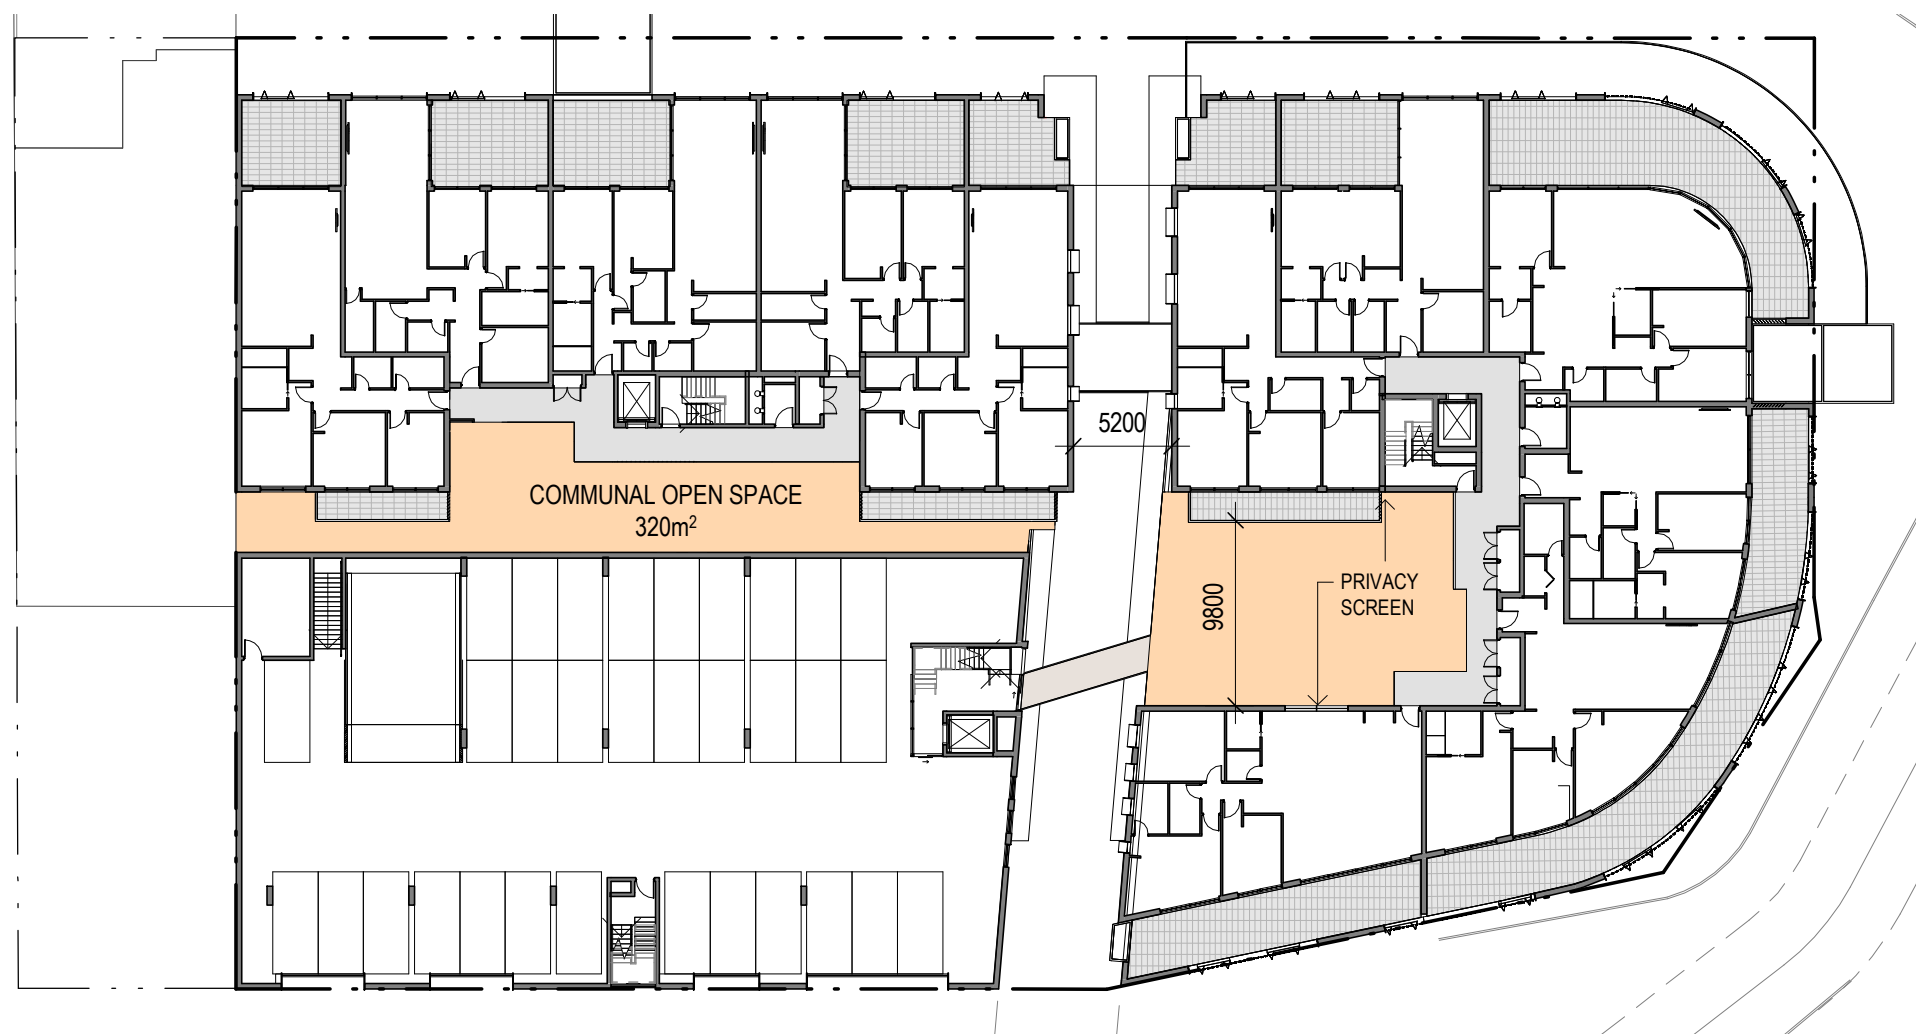 5200
COMMUNAL OPEN SPACE
320m²
PRIVACY
SCREEN
9800